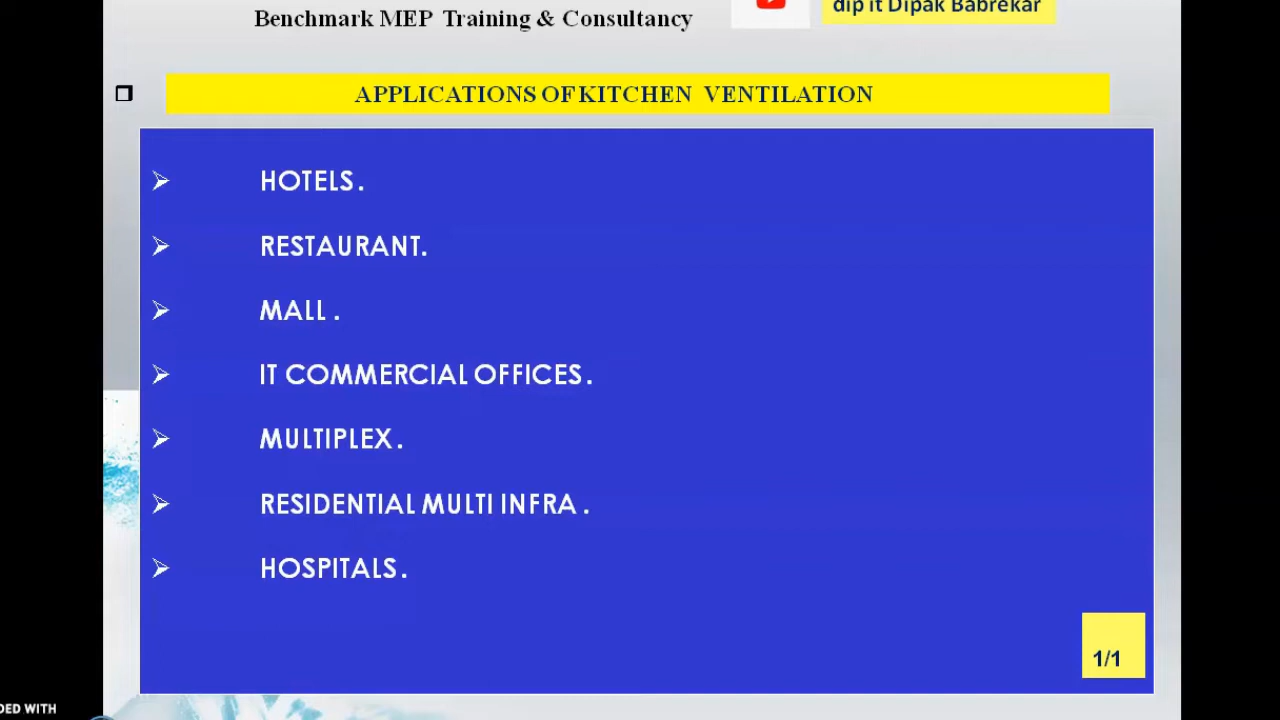 Benchmark MEP Training & Consultancy
dip it Dipak Babrekar
APPLICATIONS OF KITCHEN VENTILATION
HOTELS.
RESTAURANT.
MALL .
IT COMMERCIAL OFFICES.
MULTIPLEX.
RESIDENTIAL MULTI INFRA .
HOSPITALS.
1/1
DED WITH